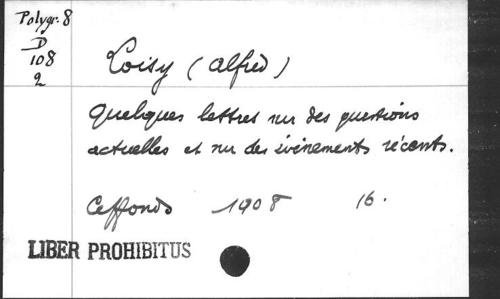 Polygr. 8
D
108
2
Loisy (Alfred)
Quelques lettres sur des questions
actuelles et sur des événements récents.
Ceffonds 1908 16.
LIBER PROHIBITUS